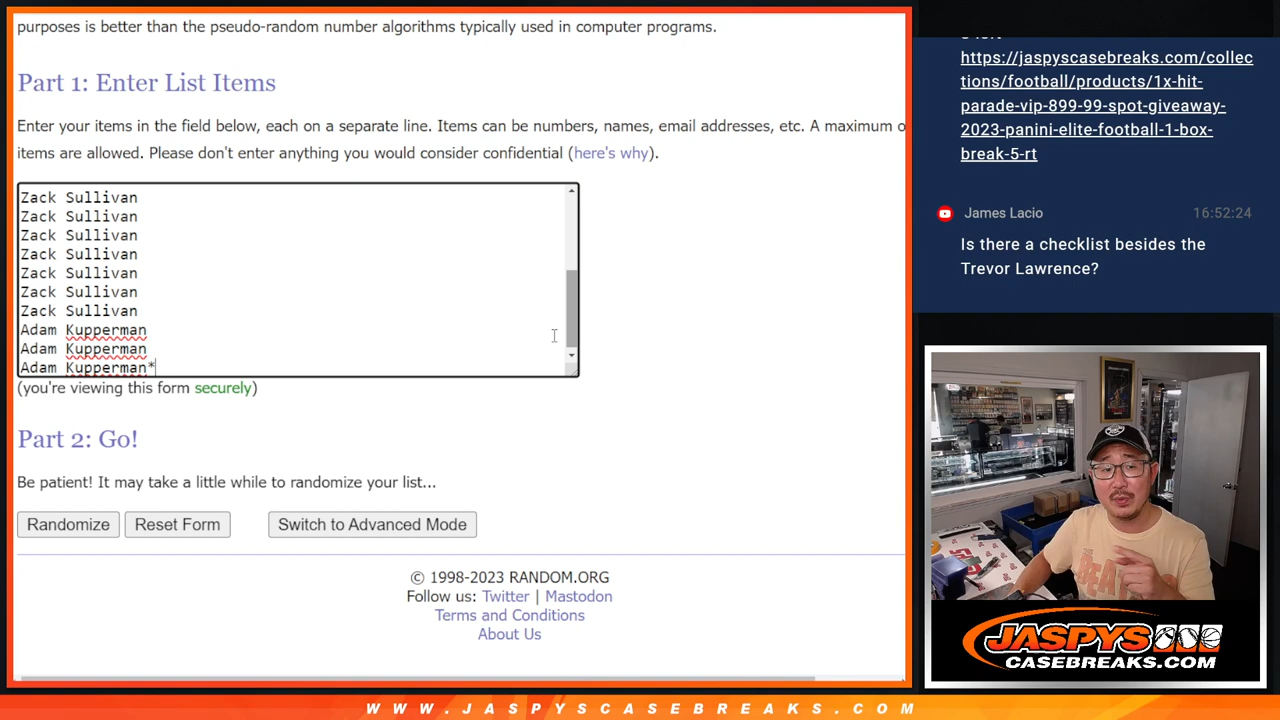 purposes is better than the pseudo-random number algorithms typically used in computer programs.
Part 1: Enter List Items
Enter your items in the field below, each on a separate line. Items can be numbers, names, email addresses, etc. A maximum o
items are allowed. Please don't enter anything you would consider confidential (here's why).
Zack Sullivan
Zack Sullivan
Zack Sullivan
Zack Sullivan
Zack Sullivan
Zack Sullivan
Zack Sullivan
Adam Kupperman
Adam Kupperman
Adam Kupperman*
(you're viewing this form securely)
Part 2: Go!
Be patient! It may take a little while to randomize your list...
Randomize
Reset Form
Switch to Advanced Mode
© 1998-2023 RANDOM.ORG
Follow us: Twitter | Mastodon
Terms and Conditions
About Us
https://jaspyscasebreaks.com/collec
tions/football/products/1x-hit-
parade-vip-899-99-spot-giveaway-
2023-panini-elite-football-1-box-
break-5-rt
James Lacio 16:52:24
Is there a checklist besides the
Trevor Lawrence?
JASPYS
CASEBREAKS.COM
WWW.JASPYSCASEBREAKS.COM